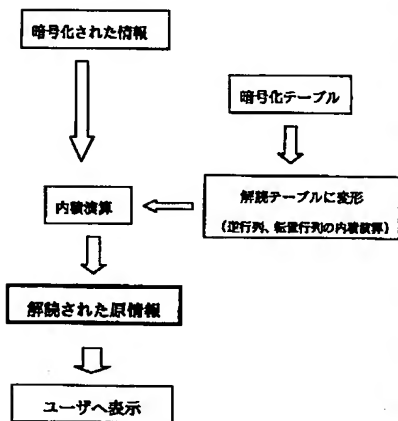 暗号化された情報
暗号化テーブル
内積演算
解読テーブルに変形
(逆行列、転置行列の内積演算)
解読された原情報
ユーザへ表示